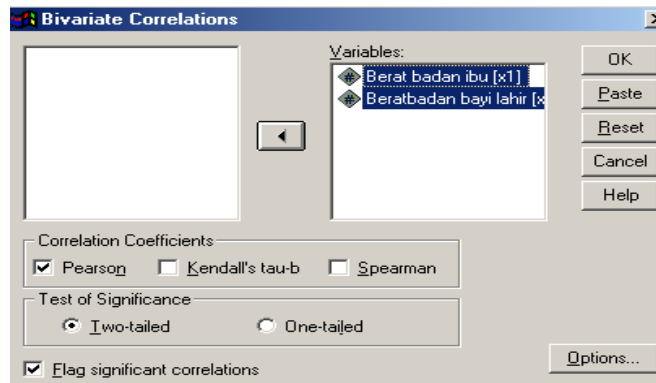 Bivariate Correlations
Variables:
Berat badan ibu [x1]
Beratbadan bayi lahir [x
OK
Paste
Reset
Cancel
Help
Correlation Coefficients
Pearson Kendall's tau-b Spearman
Test of Significance
Two-tailed One-tailed
Flag significant correlations
Options...